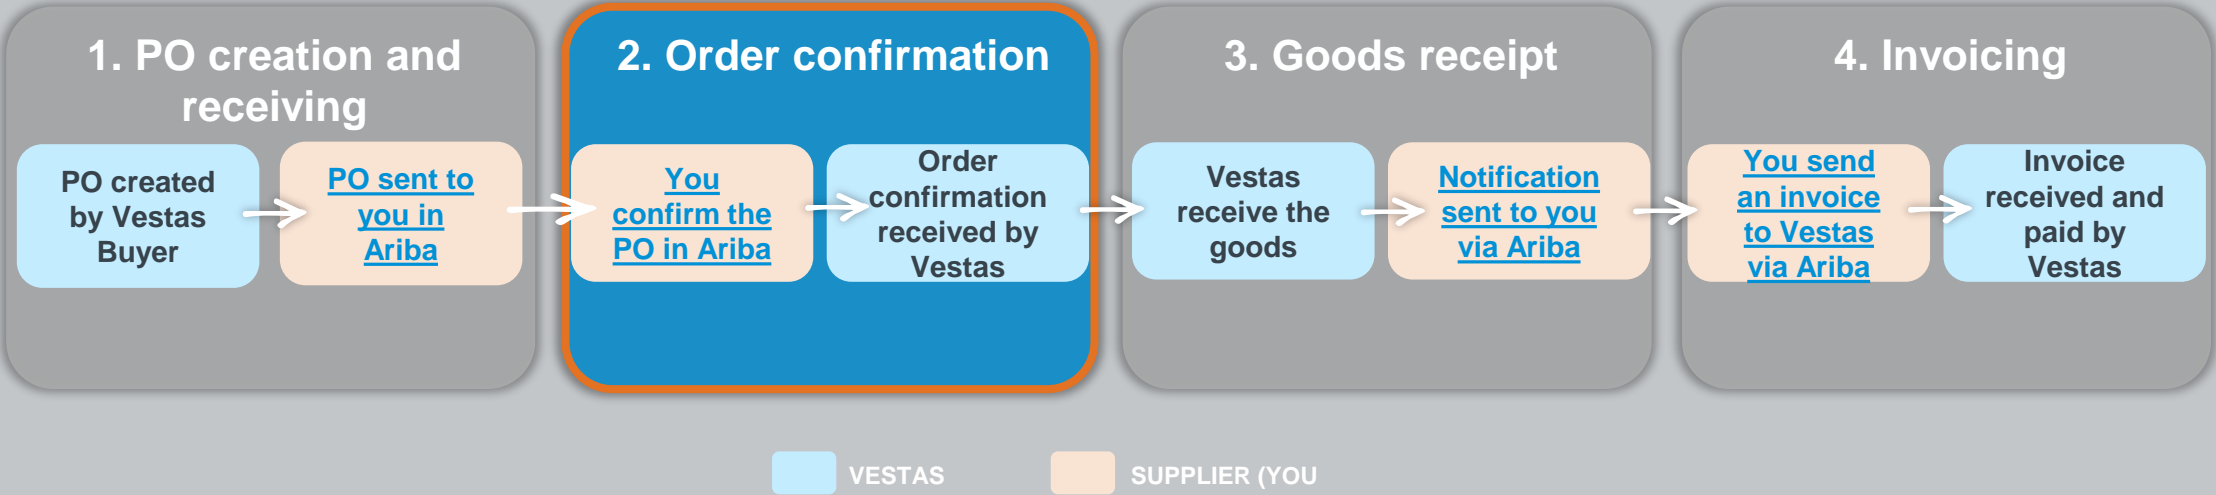 1. PO creation and
receiving
PO created
by Vestas
Buyer
PO sent to
you in
Ariba
2. Order confirmation
You
confirm the
PO in Ariba
Order
confirmation
received by
Vestas
3. Goods receipt
Vestas
receive the
goods
Notification
sent to you
via Ariba
4. Invoicing
You send
an invoice
to Vestas
via Ariba
Invoice
received and
paid by
Vestas
VESTAS
SUPPLIER (YOU